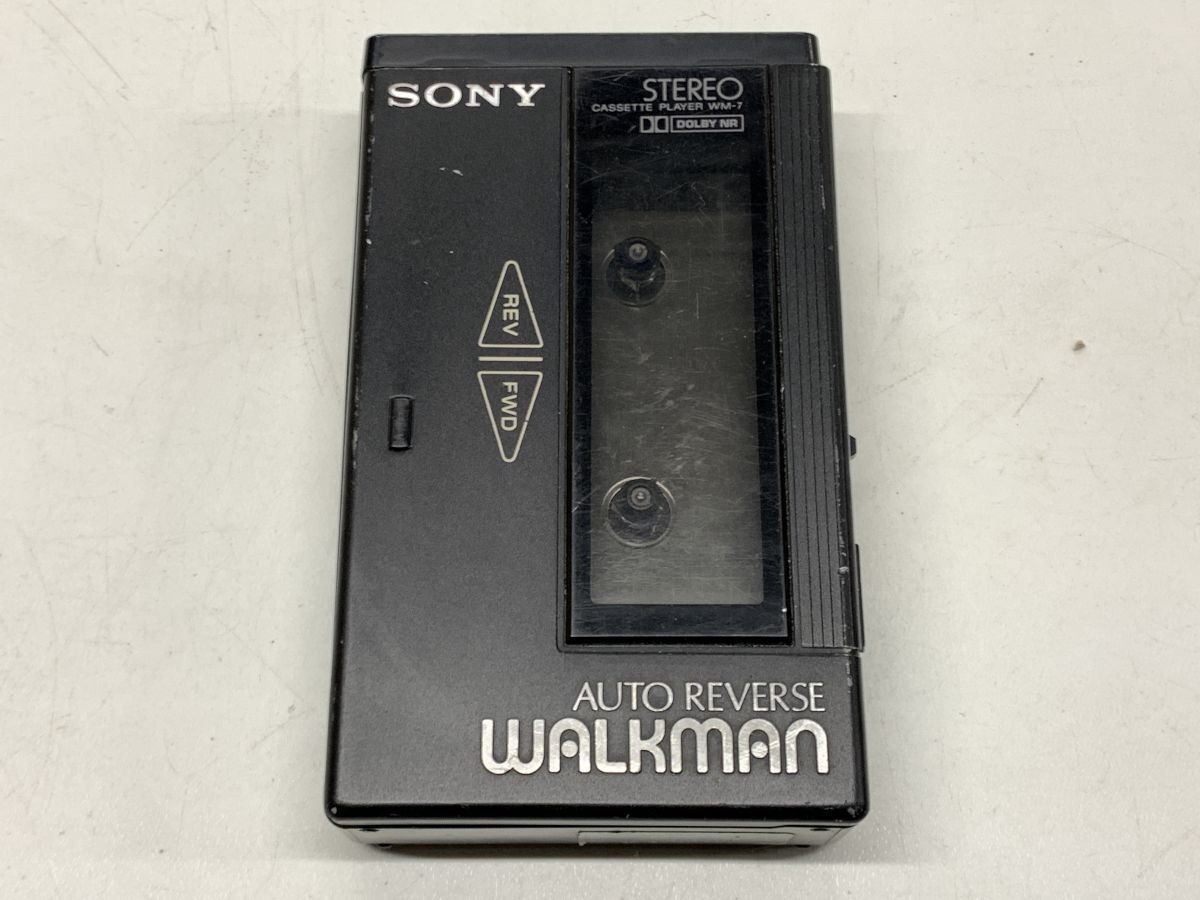 SONY
STEREO
CASSETTE PLAYER WM-7
DOLBY NR
REV
FWD
AUTO REVERSE
WALKMAN